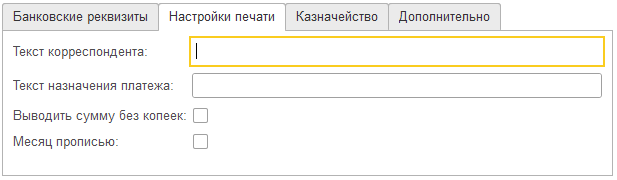 Банковские реквизиты Настройки печати Казначейство Дополнительно
Текст корреспондента:
Текст назначения платежа:
Выводить сумму без копеек:
Месяц прописью: